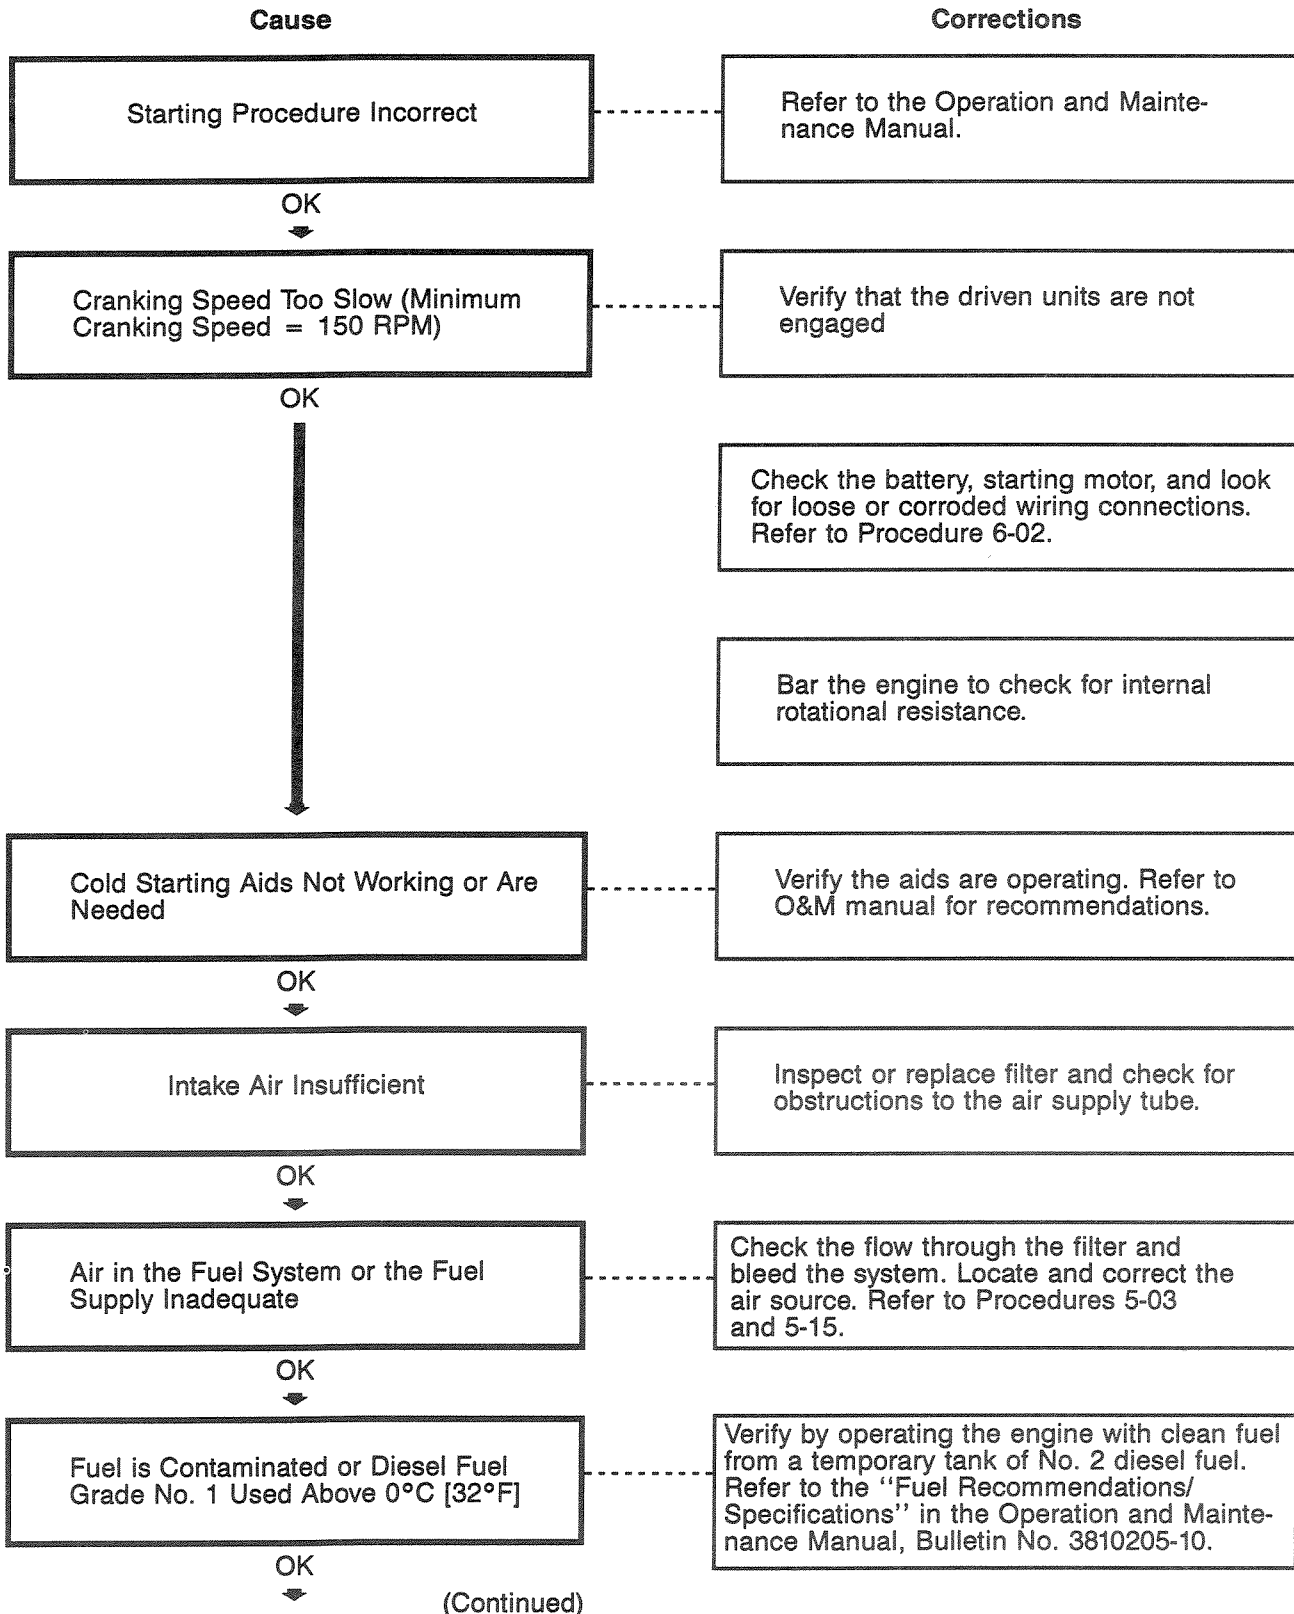 Cause
Corrections
Starting Procedure Incorrect
Refer to the Operation and Mainte-
nance Manual.
OK
Cranking Speed Too Slow (Minimum
Cranking Speed = 150 RPM)
Verify that the driven units are not
engaged
OK
Check the battery, starting motor, and look
for loose or corroded wiring connections.
Refer to Procedure 6-02.
Bar the engine to check for internal
rotational resistance.
Cold Starting Aids Not Working or Are
Needed
Verify the aids are operating. Refer to
O&M manual for recommendations.
OK
Intake Air Insufficient
Inspect or replace filter and check for
obstructions to the air supply tube.
OK
Air in the Fuel System or the Fuel
Supply Inadequate
Check the flow through the filter and
bleed the system. Locate and correct the
air source. Refer to Procedures 5-03
and 5-15.
OK
Fuel is Contaminated or Diesel Fuel
Grade No. 1 Used Above 0°C [32°F]
Verify by operating the engine with clean fuel
from a temporary tank of No. 2 diesel fuel.
Refer to the "Fuel Recommendations/
Specifications" in the Operation and Mainte-
nance Manual, Bulletin No. 3810205-10.
OK
(Continued)